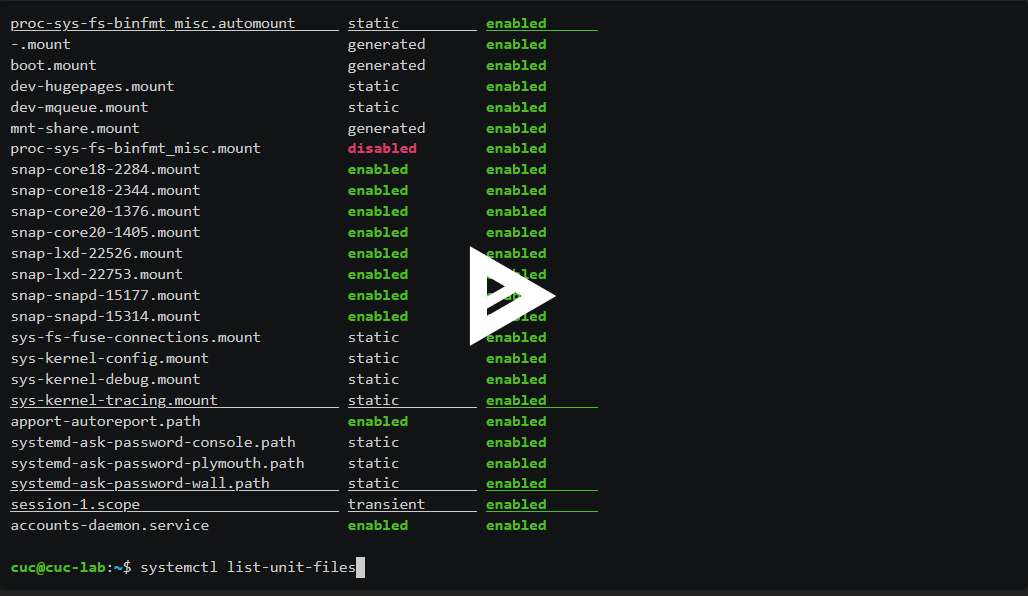 proc-sys-fs-binfmt_misc.automount static enabled
-.mount generated enabled
boot.mount generated enabled
dev-hugepages.mount static enabled
dev-mqueue.mount static enabled
mnt-share.mount generated enabled
proc-sys-fs-binfmt_misc.mount disabled enabled
snap-core18-2284.mount enabled enabled
snap-core18-2344.mount enabled enabled
snap-core20-1376.mount enabled enabled
snap-core20-1405.mount enabled enabled
snap-lxd-22526.mount enabled enabled
snap-lxd-22753.mount enabled
snap-snapd-15177.mount enabled
snap-snapd-15314.mount enabled
sys-fs-fuse-connections.mount static enabled
sys-kernel-config.mount static enabled
sys-kernel-debug.mount static enabled
sys-kernel-tracing.mount static enabled
apport-autoreport.path enabled enabled
systemd-ask-password-console.path static enabled
systemd-ask-password-plymouth.path static enabled
systemd-ask-password-wall.path static enabled
session-1.scope transient enabled
accounts-daemon.service enabled enabled
cuc@cuc-lab:~$ systemctl list-unit-files